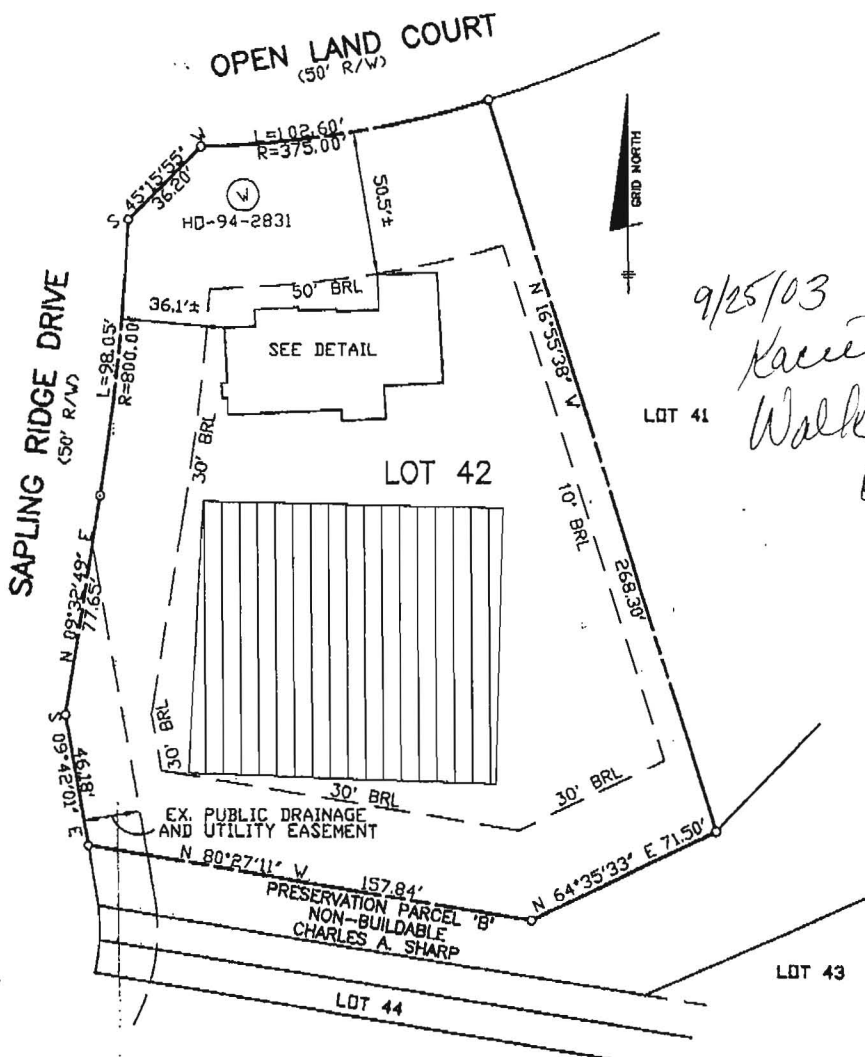 OPEN LAND COURT
(50' R/W)
L=102.60'
R=375.00'
S 45°15'55" W
36.20'
W
HD-94-2831
50.5'±
GRID NORTH
9/25/03
36.1'±
50' BRL
SEE DETAIL
N 16°55'38" W
268.30'
LOT 41
SAPLING RIDGE DRIVE
(50' R/W)
L=98.05'
R=800.00'
30' BRL
LOT 42
10' BRL
N 09°32'49" E
77.65'
S 09°42'01" E
46.18'
30' BRL
30' BRL
30' BRL
EX. PUBLIC DRAINAGE
AND UTILITY EASEMENT
N 80°27'11" W 157.84'
N 64°35'33" E 71.50'
PRESERVATION PARCEL 'B'
NON-BUILDABLE
CHARLES A. SHARP
LOT 43
LOT 44